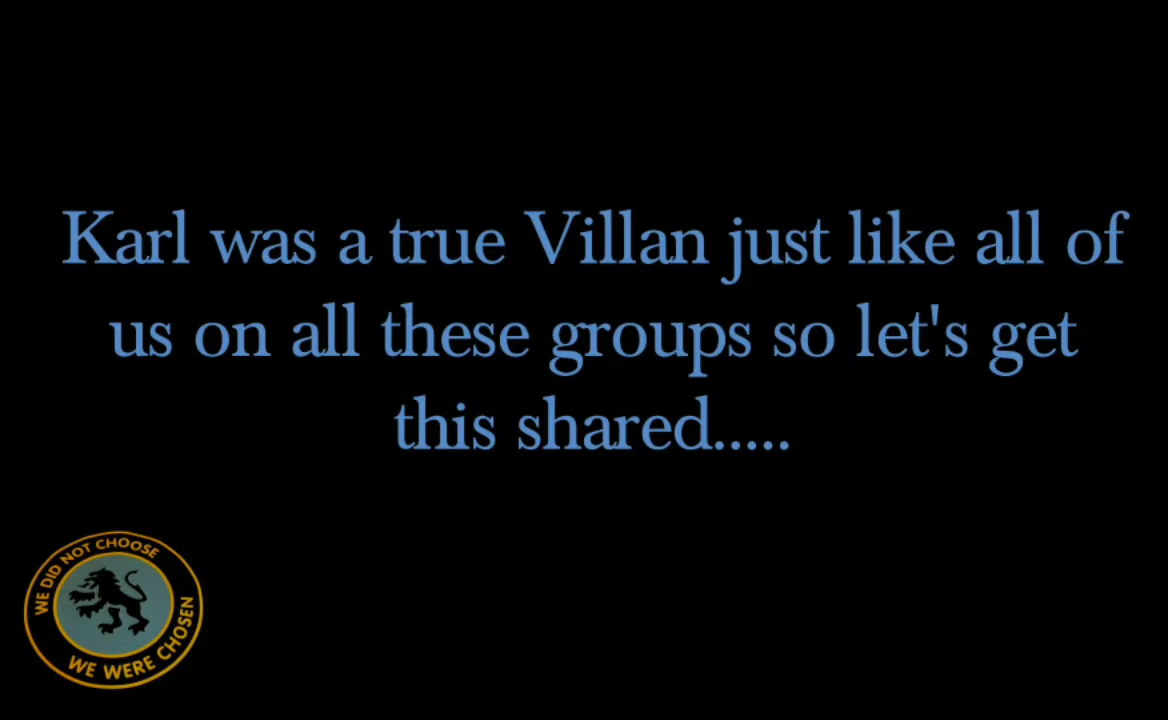 Karl was a true Villan just like all of
us on all these groups so let's get
this shared.....
WE DID NOT CHOOSE
WE WERE CHOSEN